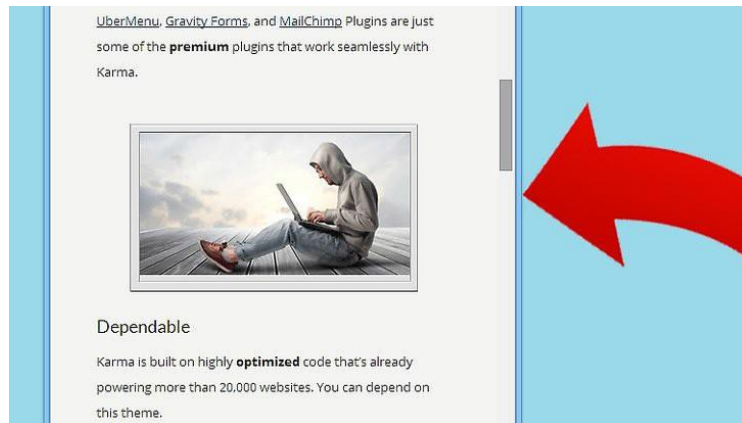 UberMenu, Gravity Forms, and MailChimp Plugins are just
some of the premium plugins that work seamlessly with
Karma.
Dependable
Karma is built on highly optimized code that's already
powering more than 20,000 websites. You can depend on
this theme.